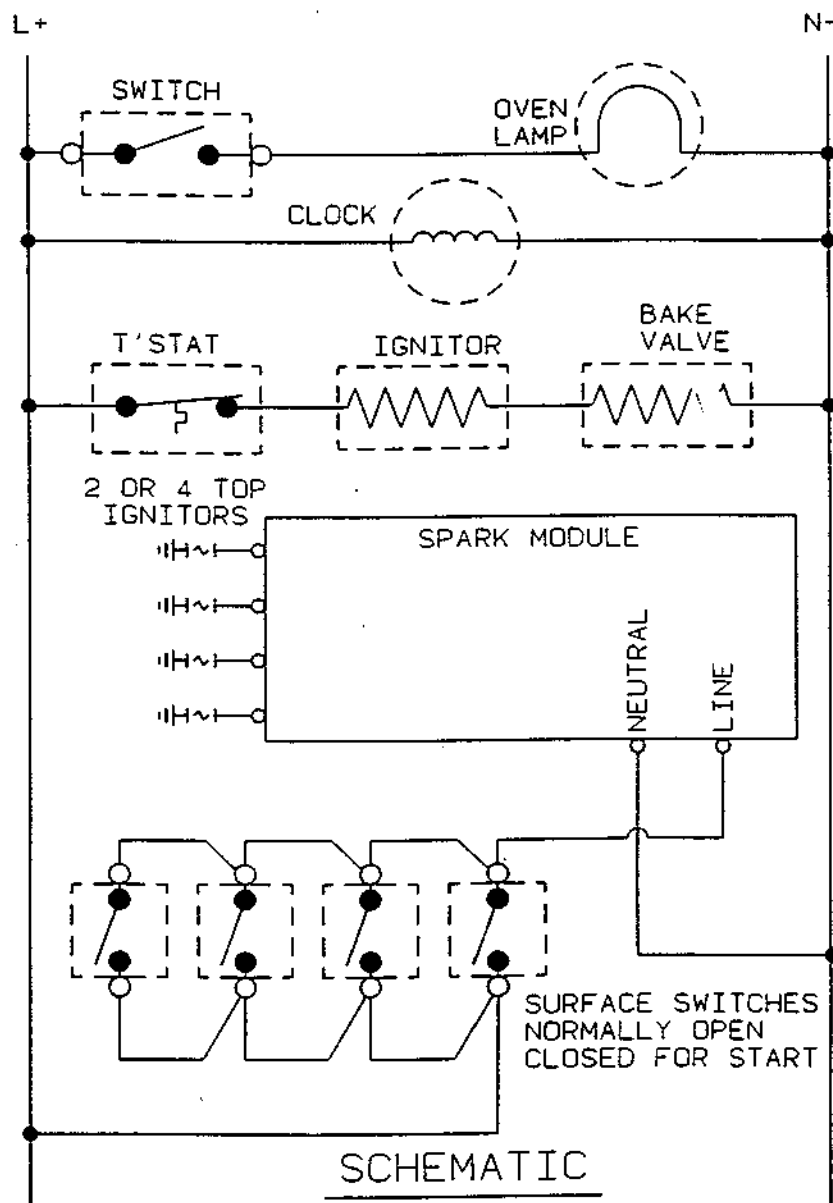 L+
N-
SWITCH
OVEN
LAMP
CLOCK
T'STAT
IGNITOR
BAKE
VALVE
2 OR 4 TOP
IGNITORS
SPARK MODULE
NEUTRAL
LINE
SURFACE SWITCHES
NORMALLY OPEN
CLOSED FOR START
SCHEMATIC